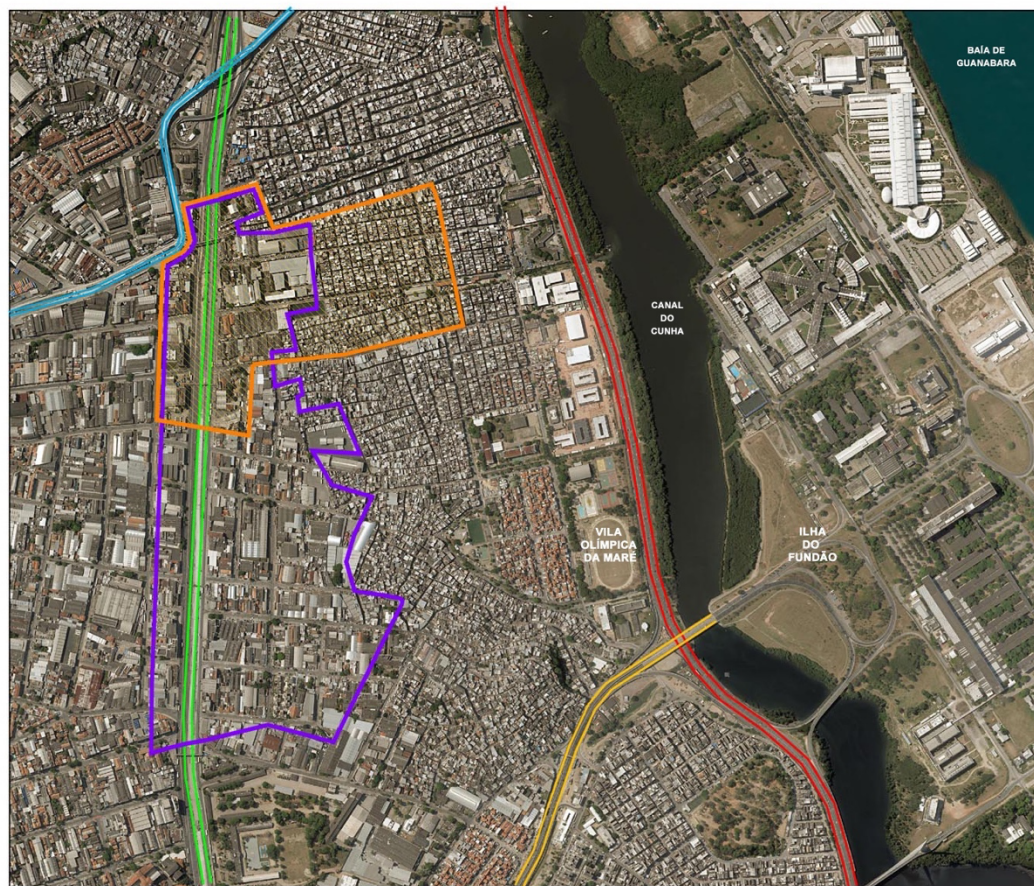 BAÍA DE
GUANABARA
CANAL
DO
CUNHA
VILA
OLÍMPICA
DA MARÉ
ILHA
DO
FUNDÃO